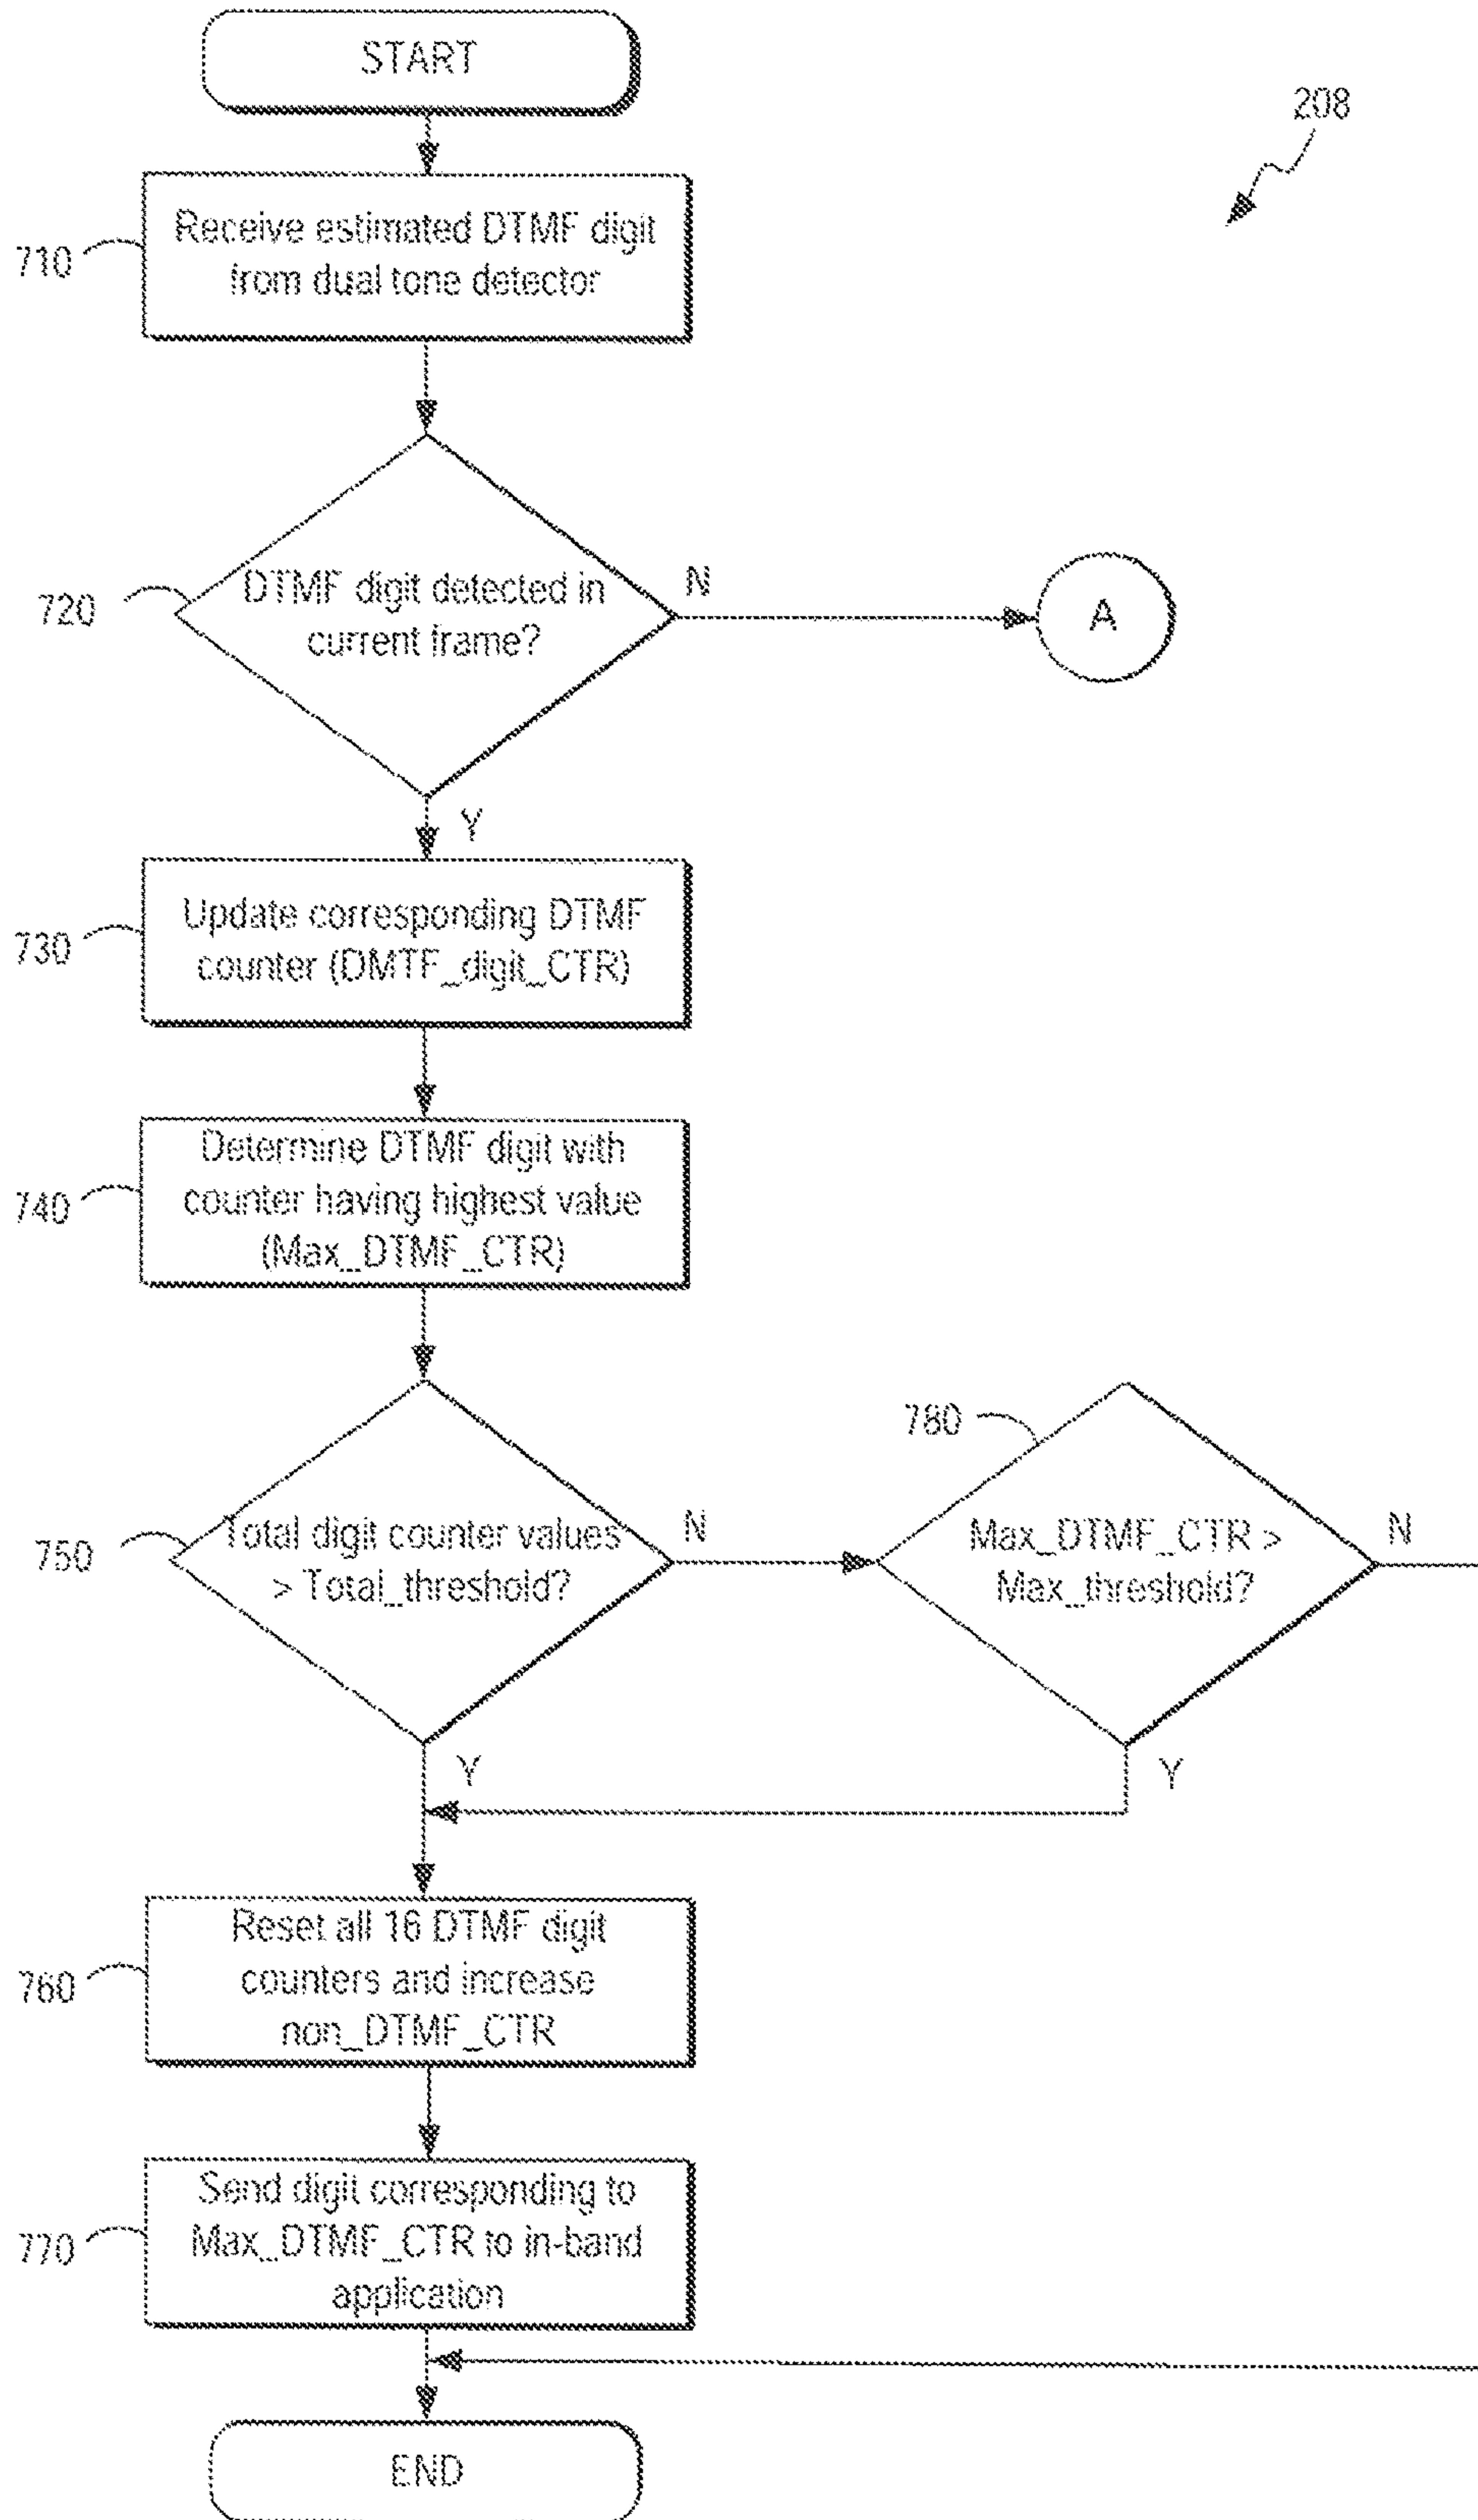 START
208
710
Receive estimated DTMF digit
from dual tone detector
720
DTMF digit detected in
current frame?
N
A
Y
730
Update corresponding DTMF
counter (DMTF_digit_CTR)
740
Determine DTMF digit with
counter having highest value
(Max_DTMF_CTR)
750
Total digit counter values
> Total_threshold?
N
780
Max_DTMF_CTR >
Max_threshold?
N
Y
Y
760
Reset all 16 DTMF digit
counters and increase
non_DTMF_CTR
770
Send digit corresponding to
Max_DTMF_CTR to in-band
application
END